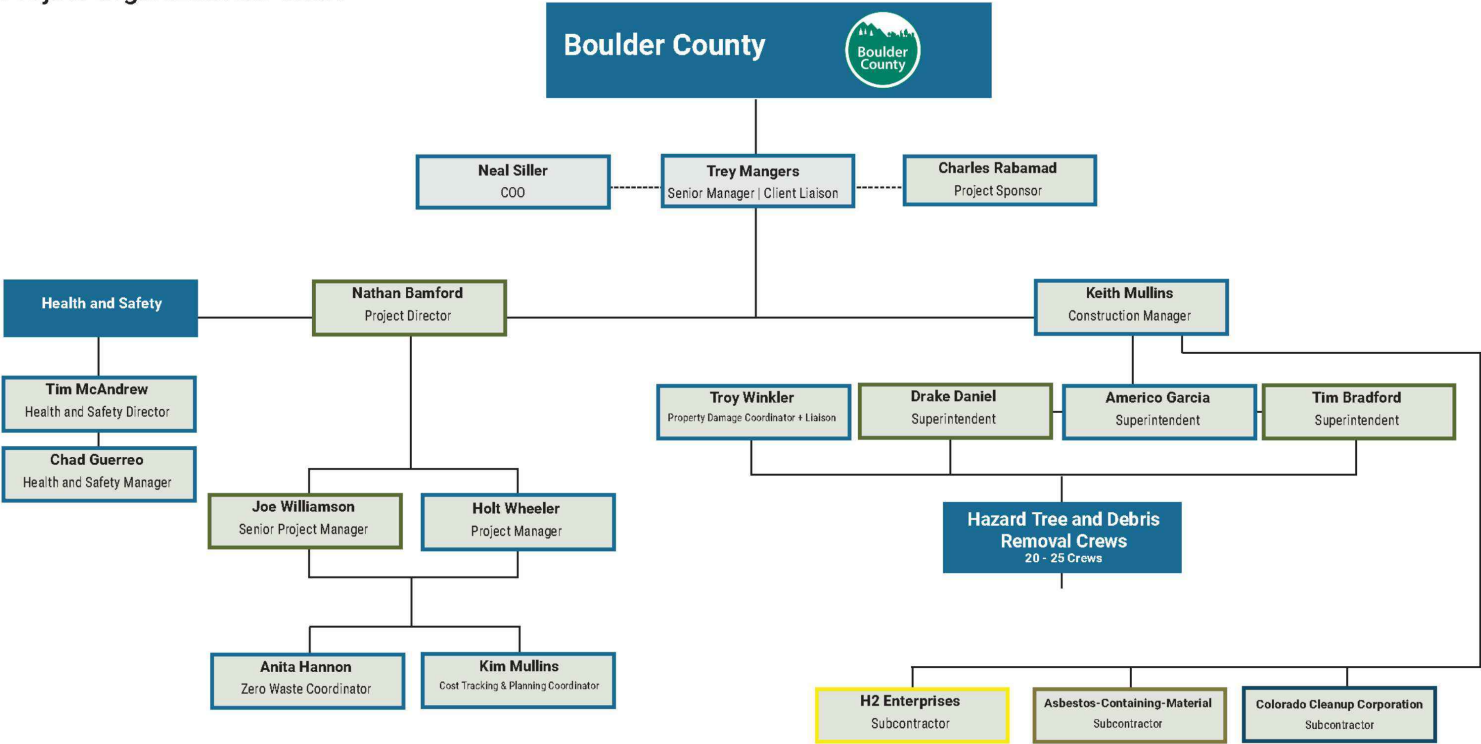 Boulder County
Boulder
County
Neal Siller
COO
Trey Mangers
Senior Manager | Client Liaison
Charles Rabamad
Project Sponsor
Health and Safety
Nathan Bamford
Project Director
Keith Mullins
Construction Manager
Tim McAndrew
Health and Safety Director
Chad Guerreo
Health and Safety Manager
Troy Winkler
Property Damage Coordinator + Liaison
Drake Daniel
Superintendent
Americo Garcia
Superintendent
Tim Bradford
Superintendent
Joe Williamson
Senior Project Manager
Holt Wheeler
Project Manager
Hazard Tree and Debris
Removal Crews
20 - 25 Crews
Anita Hannon
Zero Waste Coordinator
Kim Mullins
Cost Tracking & Planning Coordinator
H2 Enterprises
Subcontractor
Asbestos-Containing-Material
Subcontractor
Colorado Cleanup Corporation
Subcontractor